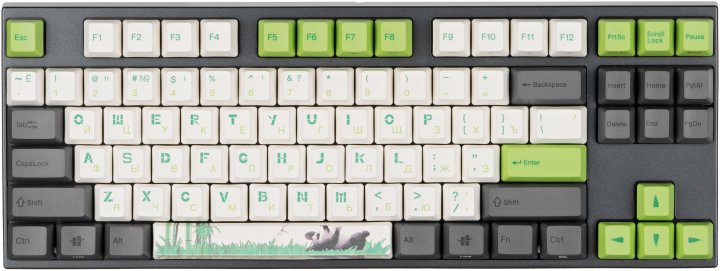 Esc F1 F2 F3 F4 F5 F6 F7 F8 F9 F10 F11 F12 PrtSc Scroll Lock Pause
~ Ё ! 1 @ " 2 # № 3 $ ; 4 % 5 ^ : 6 & ? 7 * 8 ( 9 ) 0 _ - + = ← Backspace Insert Home PgUp
Tab Q Й W Ц E У R К T Е Y Н U Г I Ш O Щ P З { [ Х } ] Ъ | \ / Delete End PgDn
CapsLock A Ф S Ы D В F А G П H Р J О K Л L Д : ; Ж " ' Э ↵ Enter
⇧ Shift Z Я X Ч C С V М B И N Т M Ь < , Б > . Ю ? / . ⇧ Shift ▲
Ctrl Alt Alt Fn Ctrl ◄ ▼ ►